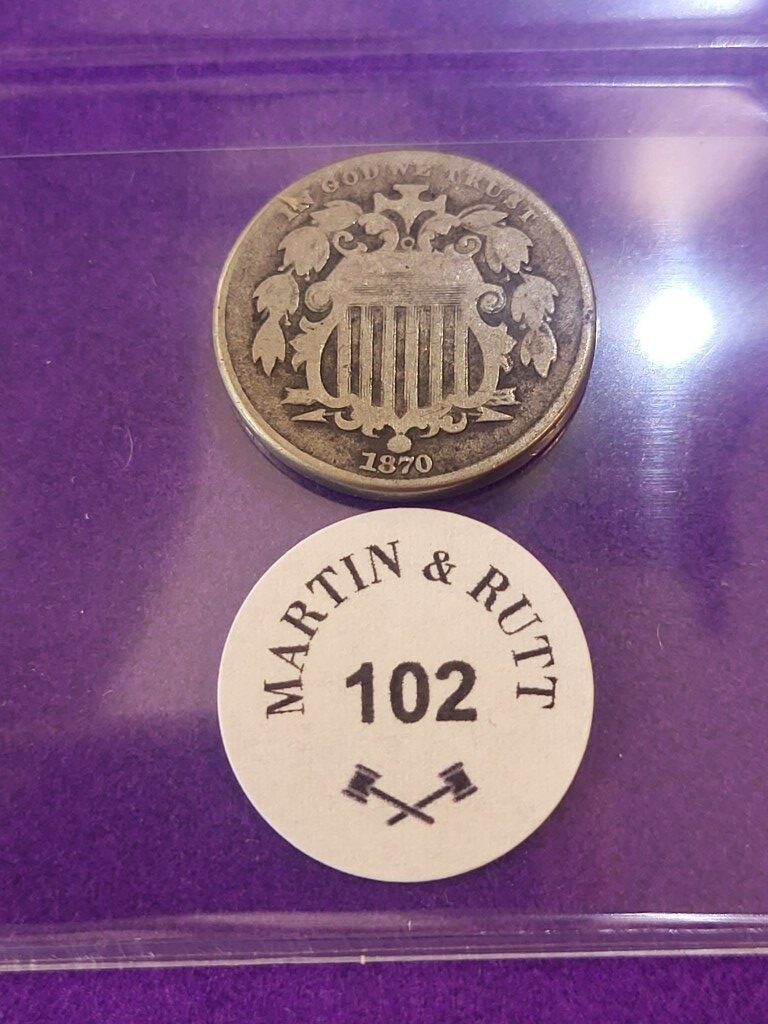 IN GOD WE TRUST
1870
MARTIN & RUTT
102